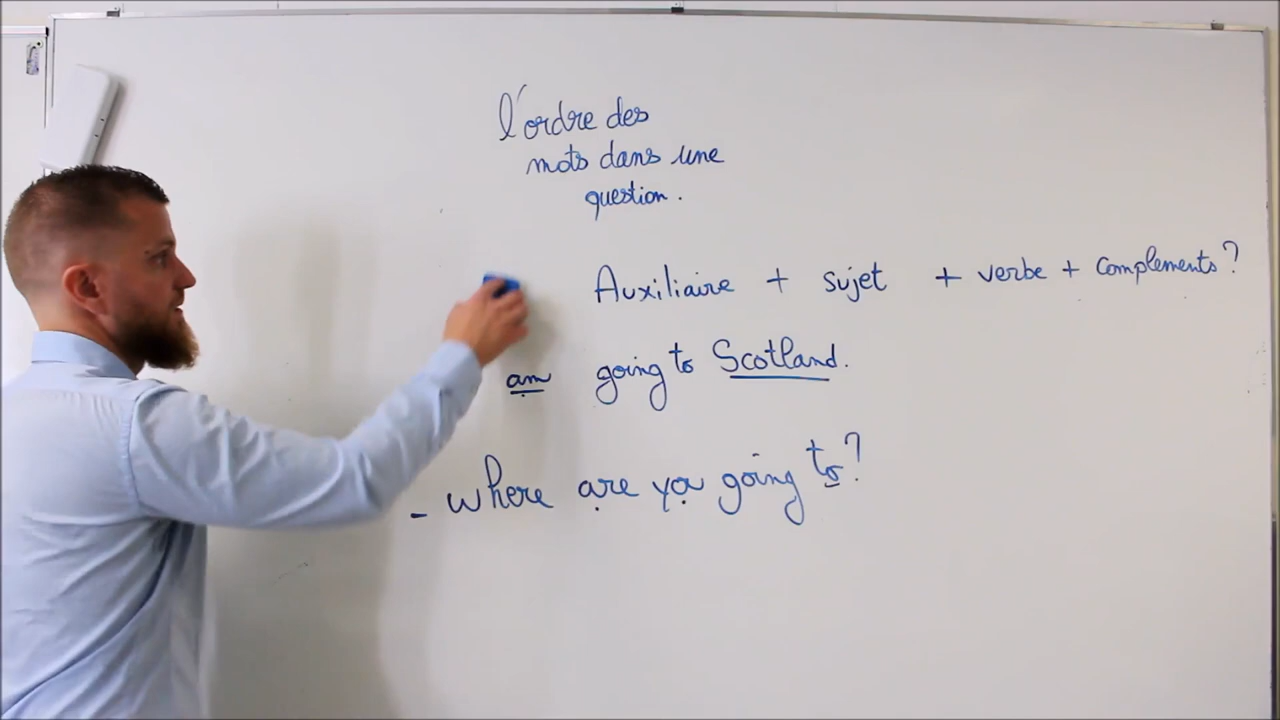 l'ordre des
mots dans une
question.
Auxiliaire + sujet + verbe + complements?
am going to Scotland.
- where are you going to?